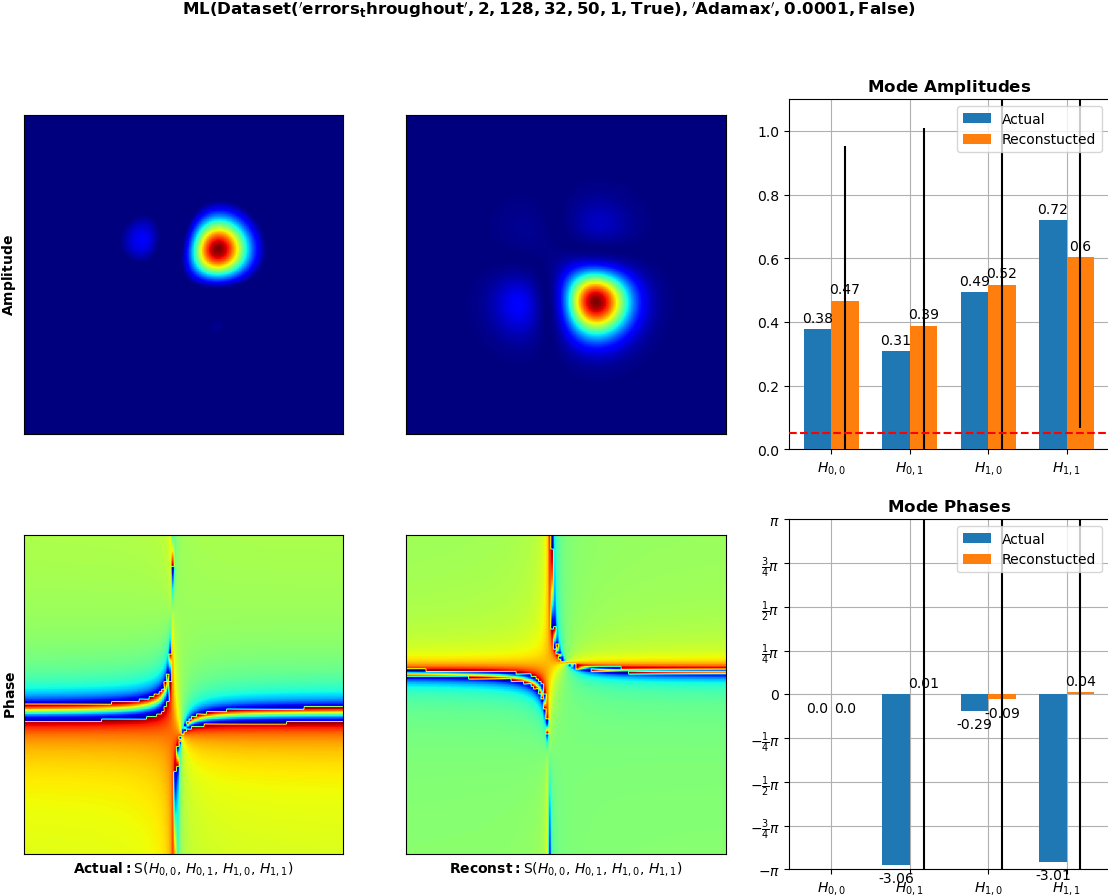 ML(Dataset('errors_throughout', 2, 128, 32, 50, 1, True), 'Adamax', 0.0001, False)
Amplitude
Mode Amplitudes
Actual
Reconstucted
1.0
0.8
0.6
0.4
0.2
0.0
0.38
0.47
0.31
0.39
0.49
0.52
0.72
0.6
H0,0
H0,1
H1,0
H1,1
Phase
Actual: S(H0,0, H0,1, H1,0, H1,1)
Reconst: S(H0,0, H0,1, H1,0, H1,1)
Mode Phases
Actual
Reconstucted
π
3/4π
1/2π
1/4π
0
−1/4π
−1/2π
−3/4π
−π
0.0
0.0
-3.06
0.01
-0.29
-0.09
-3.01
0.04
H0,0
H0,1
H1,0
H1,1